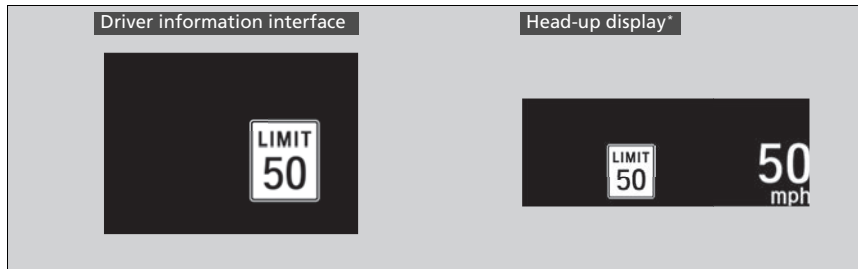 Driver information interface
Head-up display*
LIMIT
50
LIMIT
50
50
mph